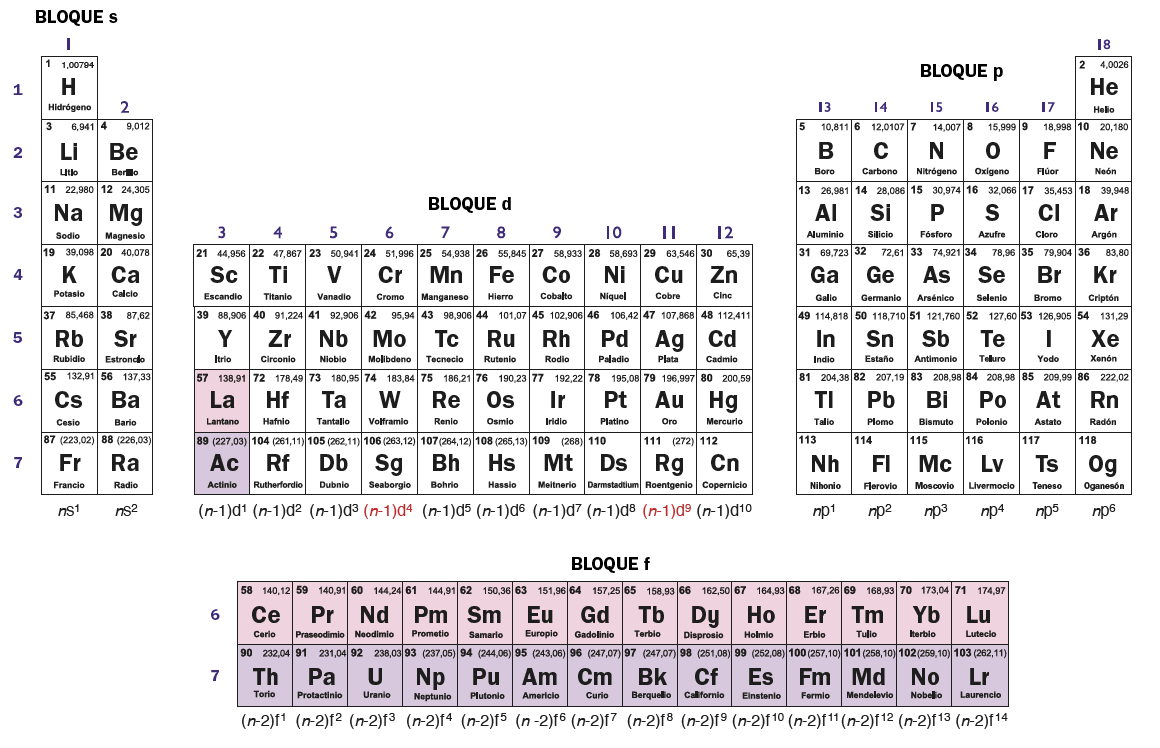 BLOQUE s
1
18
1 1,00794 2 4,0026
1 H He
Hidrógeno Helio
BLOQUE p
2 13 14 15 16 17
3 6,941 4 9,012 5 10,811 6 12,0107 7 14,007 8 15,999 9 18,998 10 20,180
2 Li Be B C N O F Ne
Litio Berilio Boro Carbono Nitrógeno Oxígeno Flúor Neón
11 22,980 12 24,305 13 26,981 14 28,086 15 30,974 16 32,066 17 35,453 18 39,948
3 Na Mg Al Si P S Cl Ar
Sodio Magnesio Aluminio Silicio Fósforo Azufre Cloro Argón
BLOQUE d
3 4 5 6 7 8 9 10 11 12
19 39,098 20 40,078 21 44,956 22 47,867 23 50,941 24 51,996 25 54,938 26 55,845 27 58,933 28 58,693 29 63,546 30 65,39 31 69,723 32 72,61 33 74,921 34 78,96 35 79,904 36 83,80
4 K Ca Sc Ti V Cr Mn Fe Co Ni Cu Zn Ga Ge As Se Br Kr
Potasio Calcio Escandio Titanio Vanadio Cromo Manganeso Hierro Cobalto Níquel Cobre Cinc Galio Germanio Arsénico Selenio Bromo Criptón
37 85,468 38 87,62 39 88,906 40 91,224 41 92,906 42 95,94 43 98,906 44 101,07 45 102,906 46 106,42 47 107,868 48 112,411 49 114,818 50 118,710 51 121,760 52 127,60 53 126,905 54 131,29
5 Rb Sr Y Zr Nb Mo Tc Ru Rh Pd Ag Cd In Sn Sb Te I Xe
Rubidio Estroncio Itrio Circonio Niobio Molibdeno Tecnecio Rutenio Rodio Paladio Plata Cadmio Indio Estaño Antimonio Teluro Yodo Xenón
55 132,91 56 137,33 57 138,91 72 178,49 73 180,95 74 183,84 75 186,21 76 190,23 77 192,22 78 195,08 79 196,997 80 200,59 81 204,38 82 207,19 83 208,98 84 208,98 85 209,99 86 222,02
6 Cs Ba La Hf Ta W Re Os Ir Pt Au Hg Tl Pb Bi Po At Rn
Cesio Bario Lantano Hafnio Tantalio Volframio Renio Osmio Iridio Platino Oro Mercurio Talio Plomo Bismuto Polonio Astato Radón
87 (223,02) 88 (226,03) 89 (227,03) 104 (261,11) 105 (262,11) 106 (263,12) 107 (264,12) 108 (265,13) 109 (268) 110 111 (272) 112 113 114 115 116 117 118
7 Fr Ra Ac Rf Db Sg Bh Hs Mt Ds Rg Cn Nh Fl Mc Lv Ts Og
Francio Radio Actinio Rutherfordio Dubnio Seaborgio Bohrio Hassio Meitnerio Darmstadtium Roentgenio Copernicio Nihonio Flerovio Moscovio Livermocio Teneso Oganesón
ns¹ ns² (n-1)d¹ (n-1)d² (n-1)d³ (n-1)d⁴ (n-1)d⁵ (n-1)d⁶ (n-1)d⁷ (n-1)d⁸ (n-1)d⁹ (n-1)d¹⁰ np¹ np² np³ np⁴ np⁵ np⁶
BLOQUE f
58 140,12 59 140,91 60 144,24 61 144,91 62 150,36 63 151,96 64 157,25 65 158,93 66 162,50 67 164,93 68 167,26 69 168,93 70 173,04 71 174,97
6 Ce Pr Nd Pm Sm Eu Gd Tb Dy Ho Er Tm Yb Lu
Cerio Praseodimio Neodimio Prometio Samario Europio Gadolinio Terbio Disprosio Holmio Erbio Tulio Iterbio Lutecio
90 232,04 91 231,04 92 238,03 93 (237,05) 94 (244,06) 95 (243,06) 96 (247,07) 97 (247,07) 98 (251,08) 99 (252,08) 100 (257,10) 101 (258,10) 102 (259,10) 103 (262,11)
7 Th Pa U Np Pu Am Cm Bk Cf Es Fm Md No Lr
Torio Protactinio Uranio Neptunio Plutonio Americio Curio Berquelio Californio Einstenio Fermio Mendelevio Nobelio Laurencio
(n-2)f¹ (n-2)f² (n-2)f³ (n-2)f⁴ (n-2)f⁵ (n -2)f⁶ (n-2)f⁷ (n-2)f⁸ (n-2)f⁹ (n-2)f¹⁰ (n-2)f¹¹ (n-2)f¹² (n-2)f¹³ (n-2)f¹⁴